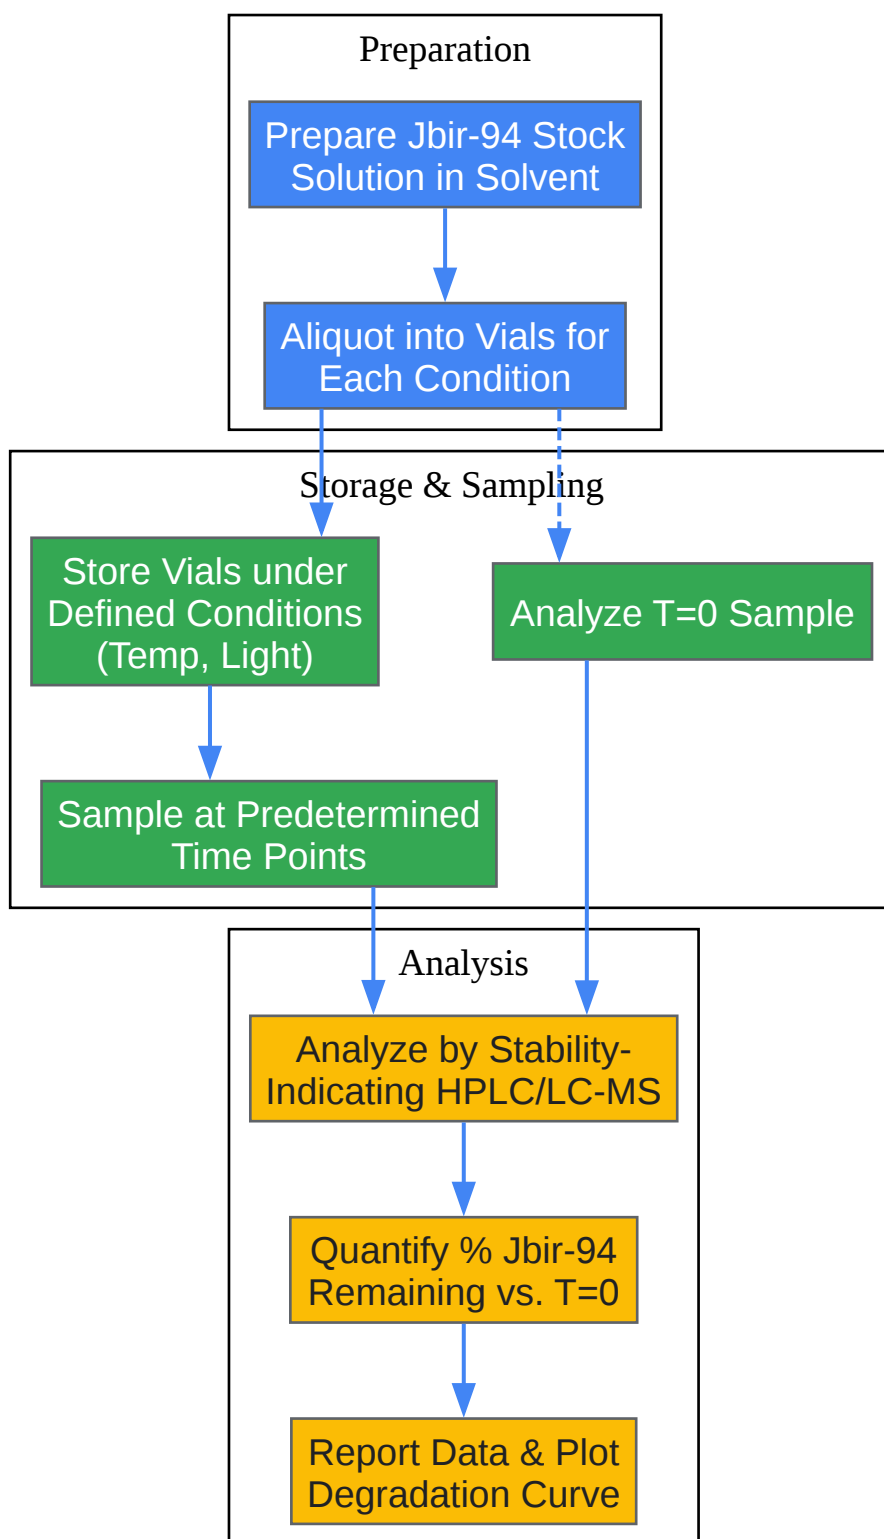 Preparation
Prepare Jbir-94 Stock
Solution in Solvent
Aliquot into Vials for
Each Condition
Storage & Sampling
Store Vials under
Defined Conditions
(Temp, Light)
Analyze T=0 Sample
Sample at Predetermined
Time Points
Analysis
Analyze by Stability-
Indicating HPLC/LC-MS
Quantify % Jbir-94
Remaining vs. T=0
Report Data & Plot
Degradation Curve